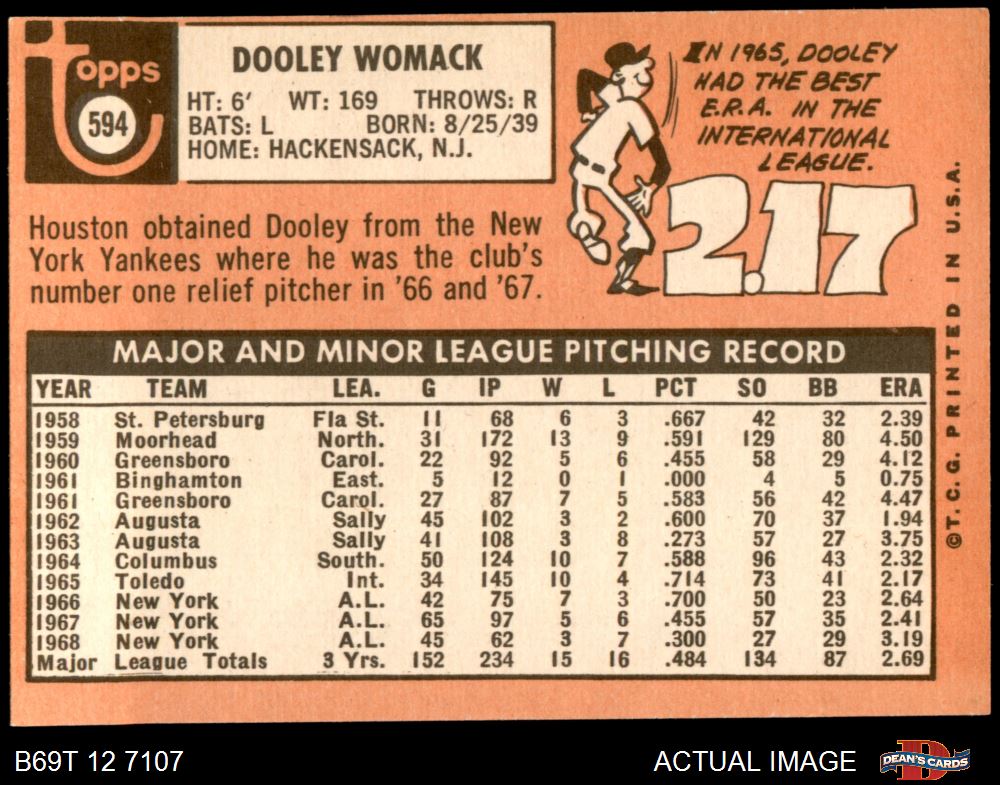 Topps
594
DOOLEY WOMACK
HT: 6′ WT: 169 THROWS: R
BATS: L BORN: 8/25/39
HOME: HACKENSACK, N.J.
IN 1965, DOOLEY
HAD THE BEST
E.R.A. IN THE
INTERNATIONAL
LEAGUE.
2.17
Houston obtained Dooley from the New
York Yankees where he was the club's
number one relief pitcher in '66 and '67.
MAJOR AND MINOR LEAGUE PITCHING RECORD
YEAR TEAM LEA. G IP W L PCT SO BB ERA
1958 St. Petersburg Fla St. 11 68 6 3 .667 42 32 2.39
1959 Moorhead North. 31 172 13 9 .591 129 80 4.50
1960 Greensboro Carol. 22 92 5 6 .455 58 29 4.12
1961 Binghamton East. 5 12 0 1 .000 4 5 0.75
1961 Greensboro Carol. 27 87 7 5 .583 56 42 4.47
1962 Augusta Sally 45 102 3 2 .600 70 37 1.94
1963 Augusta Sally 41 108 3 8 .273 57 27 3.75
1964 Columbus South. 50 124 10 7 .588 96 43 2.32
1965 Toledo Int. 34 145 10 4 .714 73 41 2.17
1966 New York A.L. 42 75 7 3 .700 50 23 2.64
1967 New York A.L. 65 97 5 6 .455 57 35 2.41
1968 New York A.L. 45 62 3 7 .300 27 29 3.19
Major League Totals 3 Yrs. 152 234 15 16 .484 134 87 2.69
©T. C. G. PRINTED IN U.S.A.
B69T 12 7107
ACTUAL IMAGE
D
DEAN'S CARDS